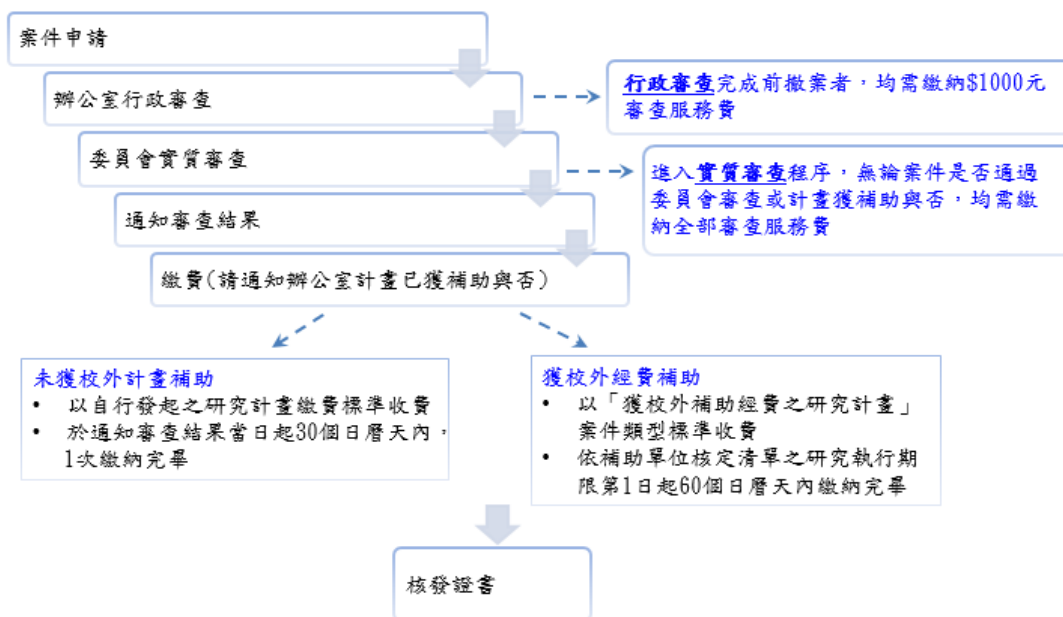 案件申請
辦公室行政審查
行政審查完成前撤案者，均需繳納$1000元
審查服務費
委員會實質審查
進入實質審查程序，無論案件是否通過
委員會審查或計畫獲補助與否，均需繳
納全部審查服務費
通知審查結果
繳費(請通知辦公室計畫已獲補助與否)
未獲校外計畫補助
• 以自行發起之研究計畫繳費標準收費
• 於通知審查結果當日起30個日曆天內，
1次繳納完畢
獲校外經費補助
• 以「獲校外補助經費之研究計畫」
案件類型標準收費
• 依補助單位核定清單之研究執行期
限第1日起60個日曆天內繳納完畢
核發證書